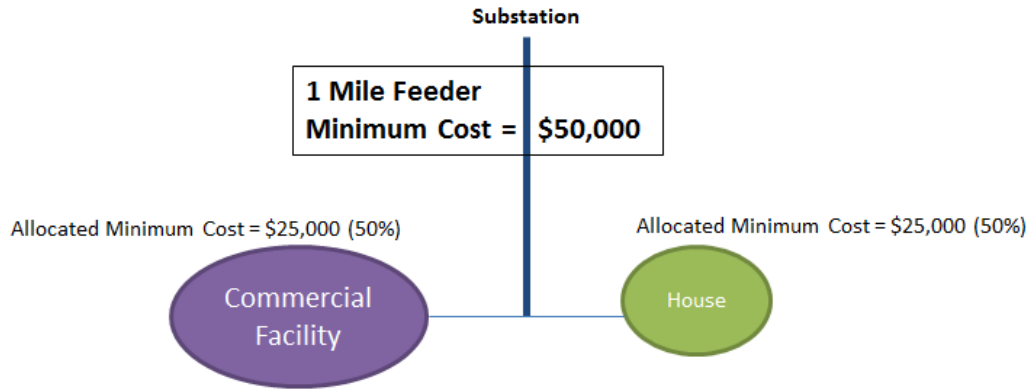 Substation
1 Mile Feeder
Minimum Cost = $50,000
Allocated Minimum Cost = $25,000 (50%)
Allocated Minimum Cost = $25,000 (50%)
Commercial
Facility
House